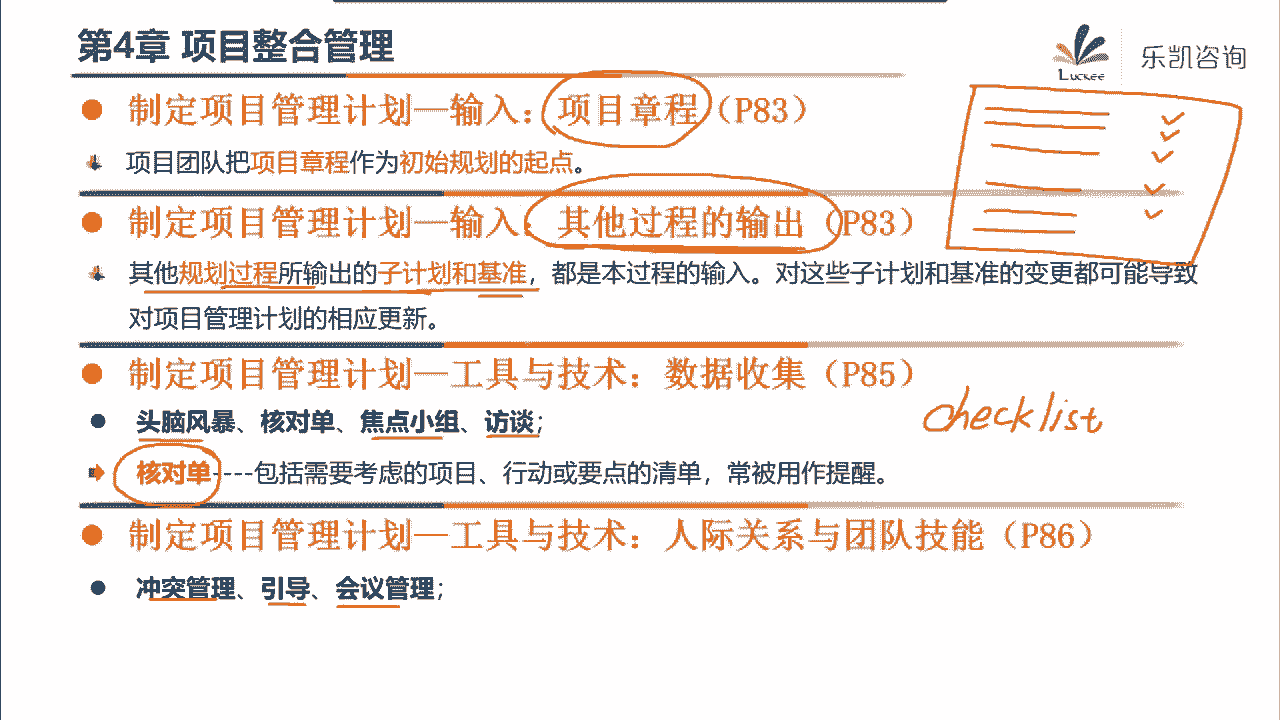 第4章 项目整合管理
Luckee 乐凯咨询
制定项目管理计划—输入：项目章程（P83）
项目团队把项目章程作为初始规划的起点。
制定项目管理计划—输入：其他过程的输出（P83）
其他规划过程所输出的子计划和基准，都是本过程的输入。对这些子计划和基准的变更都可能导致
对项目管理计划的相应更新。
制定项目管理计划—工具与技术：数据收集（P85）
checklist
头脑风暴、核对单、焦点小组、访谈；
核对单----包括需要考虑的项目、行动或要点的清单，常被用作提醒。
制定项目管理计划—工具与技术：人际关系与团队技能（P86）
冲突管理、引导、会议管理；